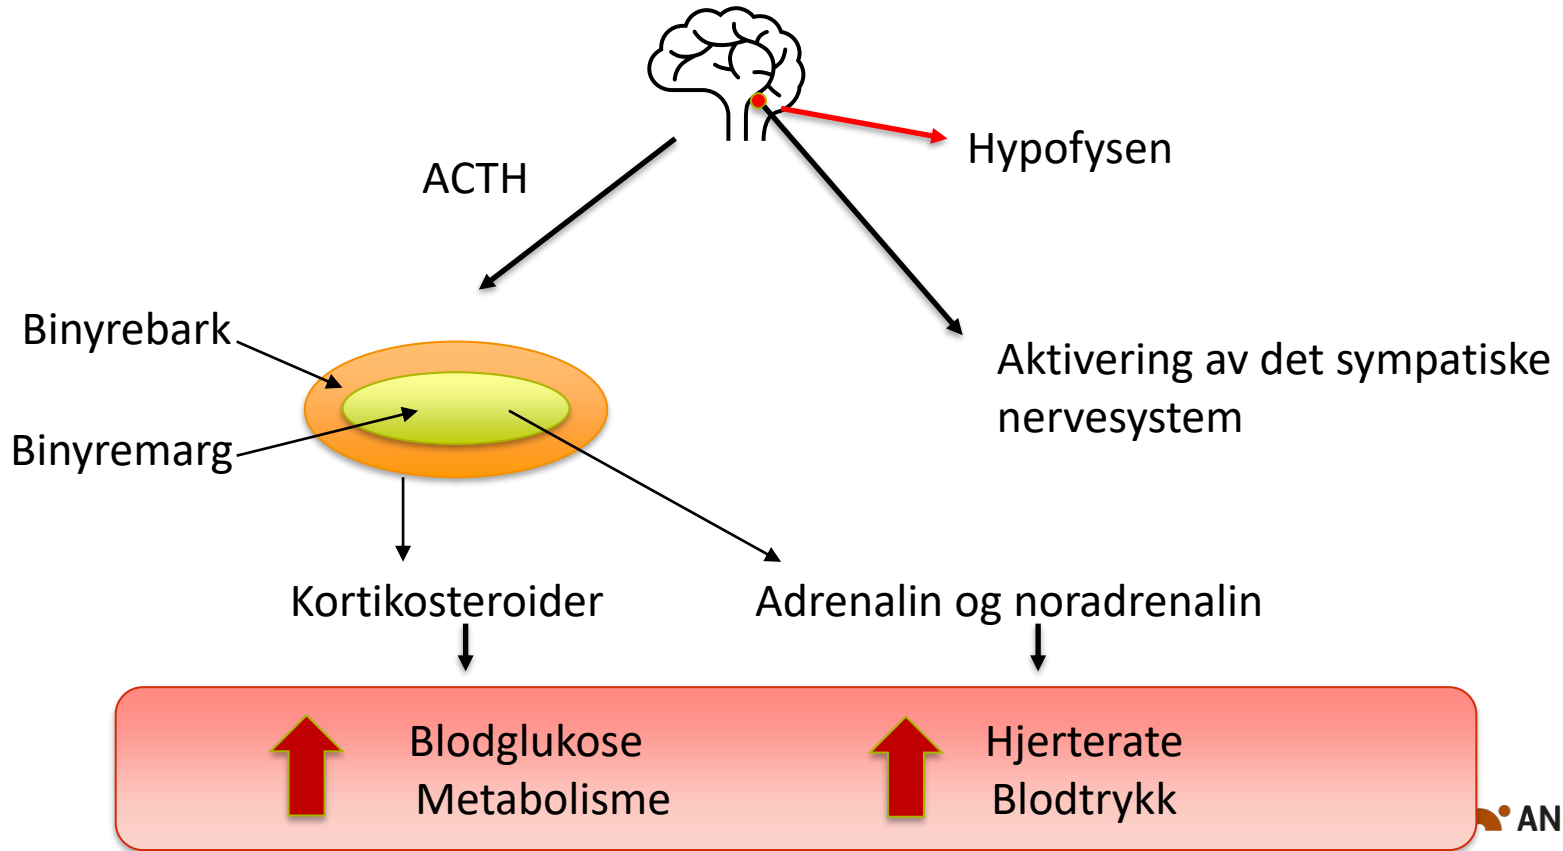 Hypofysen
ACTH
Binyrebark
Aktivering av det sympatiske
nervesystem
Binyremarg
Kortikosteroider
Adrenalin og noradrenalin
Blodglukose
Metabolisme
Hjerterate
Blodtrykk
AN